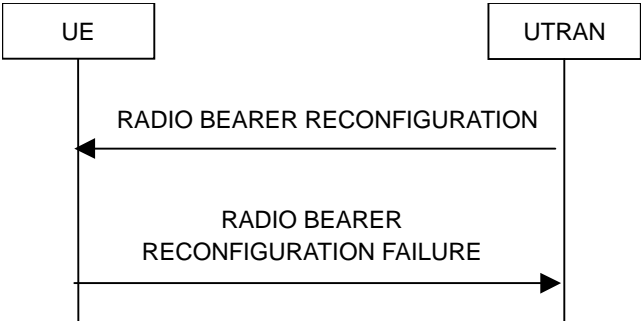 UE
UTRAN
RADIO BEARER RECONFIGURATION
RADIO BEARER
RECONFIGURATION FAILURE